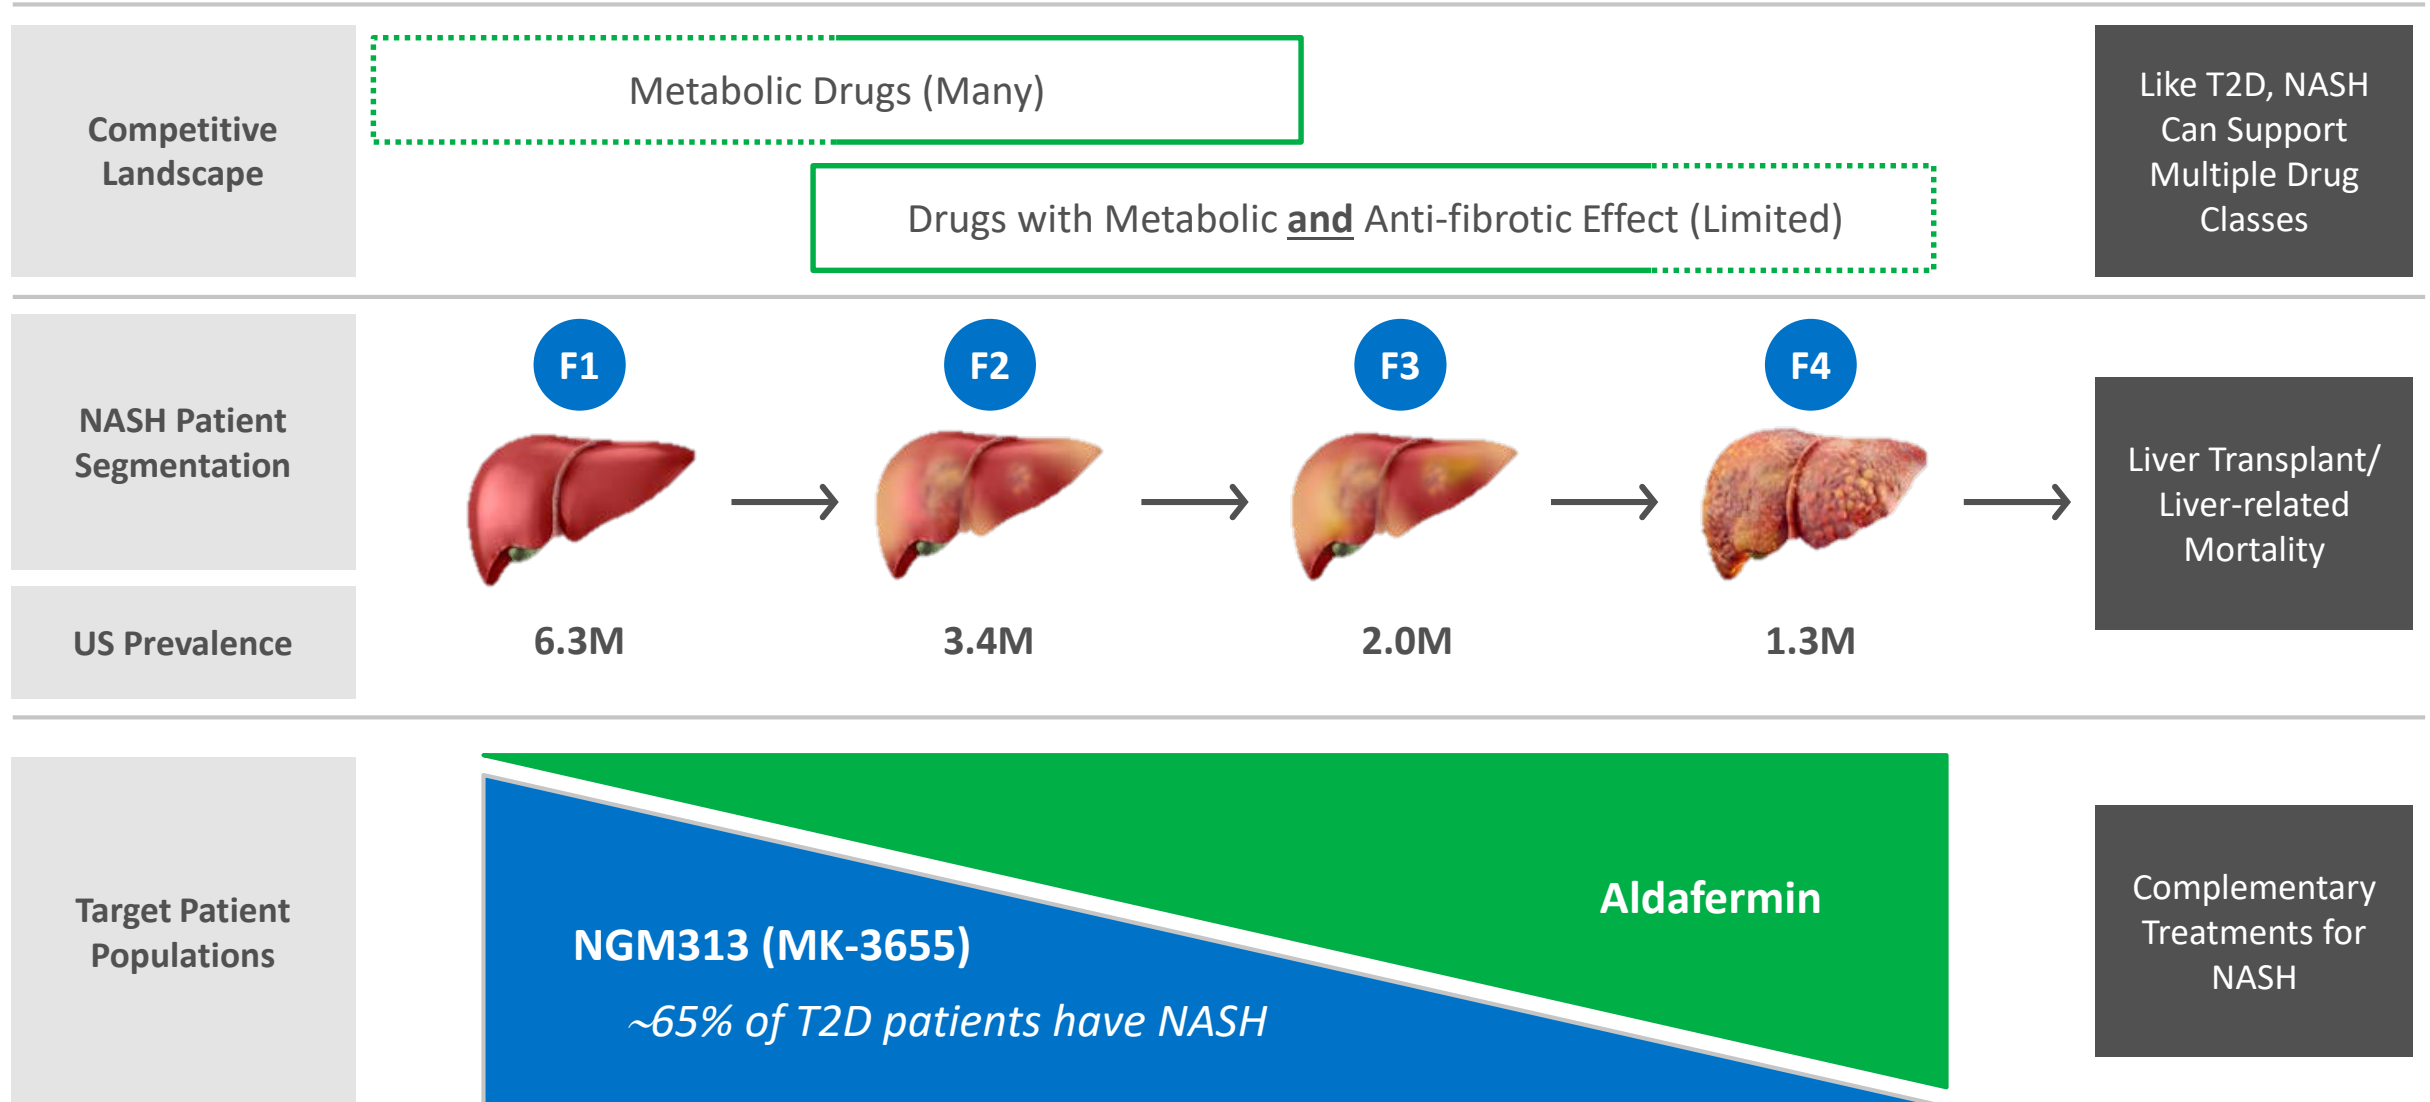 Competitive
Landscape
Metabolic Drugs (Many)
Drugs with Metabolic and Anti-fibrotic Effect (Limited)
Like T2D, NASH
Can Support
Multiple Drug
Classes
NASH Patient
Segmentation
F1
F2
F3
F4
Liver Transplant/
Liver-related
Mortality
US Prevalence
6.3M
3.4M
2.0M
1.3M
Target Patient
Populations
NGM313 (MK-3655)
~65% of T2D patients have NASH
Aldafermin
Complementary
Treatments for
NASH